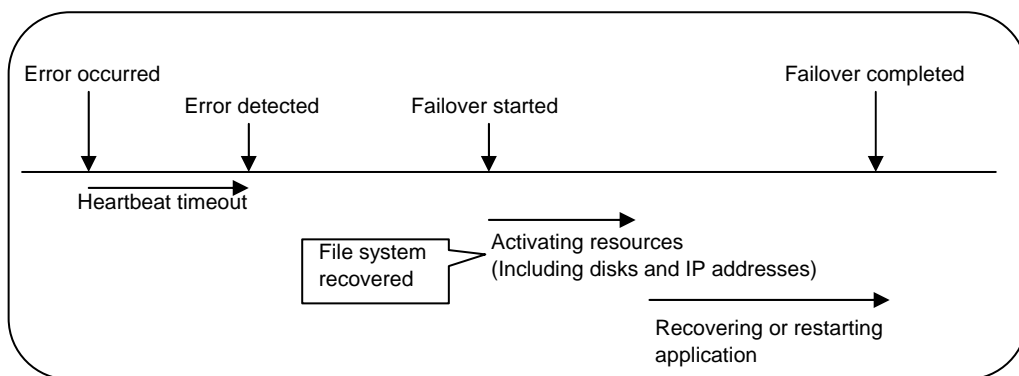 Error occurred
Failover completed
Error detected
Failover started
Heartbeat timeout
File system
recovered
Activating resources
(Including disks and IP addresses)
Recovering or restarting
application